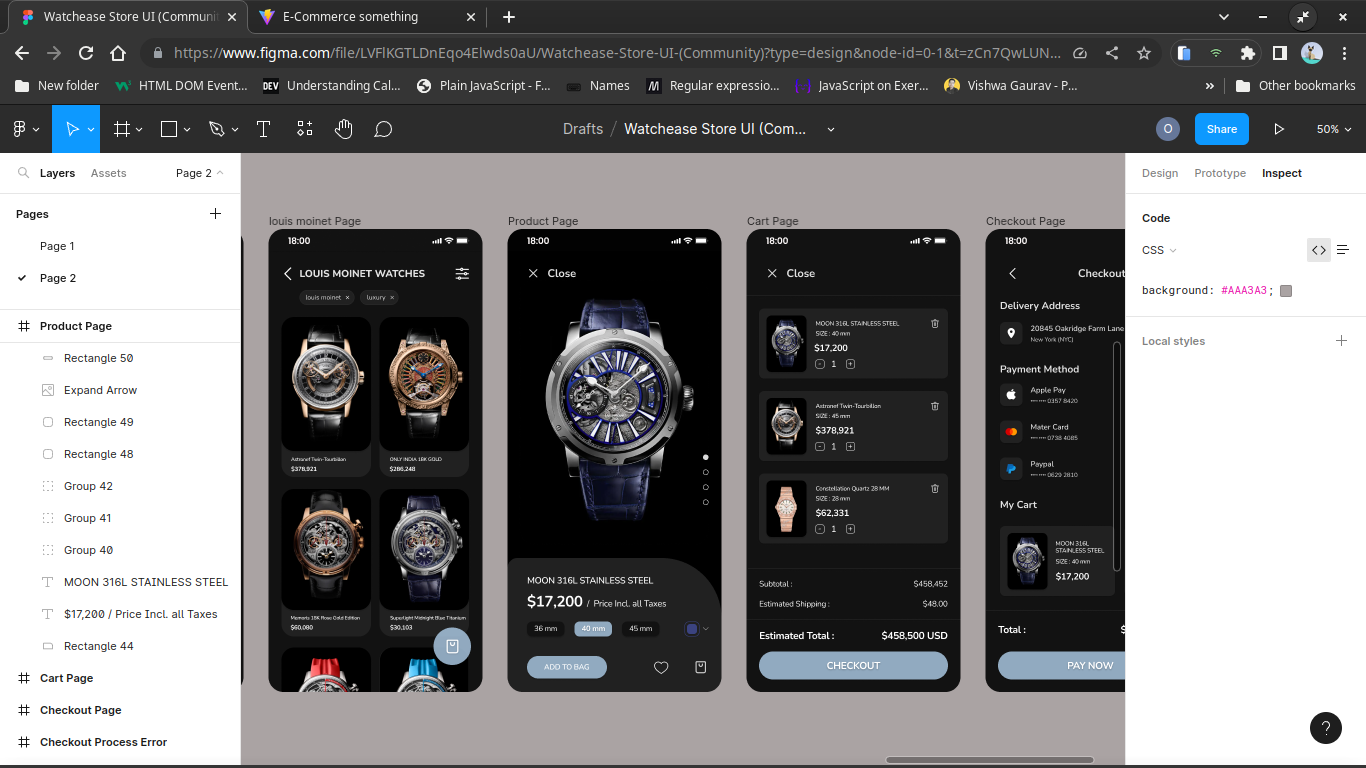 Watchease Store UI (Communi
E-Commerce something
https://www.figma.com/file/LVFlKGTLDnEqo4Elwds0aU/Watchease-Store-UI-(Community)?type=design&node-id=0-1&t=zCn7QwLUN...
New folder
HTML DOM Event...
DEV
Understanding Cal...
Plain JavaScript - F...
Names
Regular expressio...
JavaScript on Exer...
Vishwa Gaurav - P...
»
Other bookmarks
Drafts / Watchease Store UI (Com...
O
Share
50%
Layers
Assets
Page 2
Pages
Page 1
Page 2
Product Page
Rectangle 50
Expand Arrow
Rectangle 49
Rectangle 48
Group 42
Group 41
Group 40
MOON 316L STAINLESS STEEL
$17,200 / Price Incl. all Taxes
Rectangle 44
Cart Page
Checkout Page
Checkout Process Error
louis moinet Page
18:00
LOUIS MOINET WATCHES
louis moinet ×
luxury ×
Astronef Twin-Tourbillon
$378,921
ONLY INDIA 18K GOLD
$286,248
Memoris 18K Rose Gold Edition
$60,080
Superlight Midnight Blue Titanium
$30,103
Product Page
18:00
Close
MOON 316L STAINLESS STEEL
$17,200 / Price Incl. all Taxes
36 mm
40 mm
45 mm
ADD TO BAG
Cart Page
18:00
Close
MOON 316L STAINLESS STEEL
SIZE : 40 mm
$17,200
- 1 +
Astronef Twin-Tourbillon
SIZE : 45 mm
$378,921
- 1 +
Constellation Quartz 28 MM
SIZE : 28 mm
$62,331
- 1 +
Subtotal : $458,452
Estimated Shipping : $48.00
Estimated Total : $458,500 USD
CHECKOUT
Checkout Page
18:00
Checkout
Delivery Address
20845 Oakridge Farm Lane
New York (NYC)
Payment Method
Apple Pay
•••• •••• 0357 8420
Mater Card
•••• •••• 0738 4085
Paypal
•••• •••• 0629 2810
My Cart
MOON 316L
STAINLESS STEEL
SIZE : 40 mm
$17,200
Total : $
PAY NOW
Design
Prototype
Inspect
Code
CSS
background: #AAA3A3;
Local styles
?